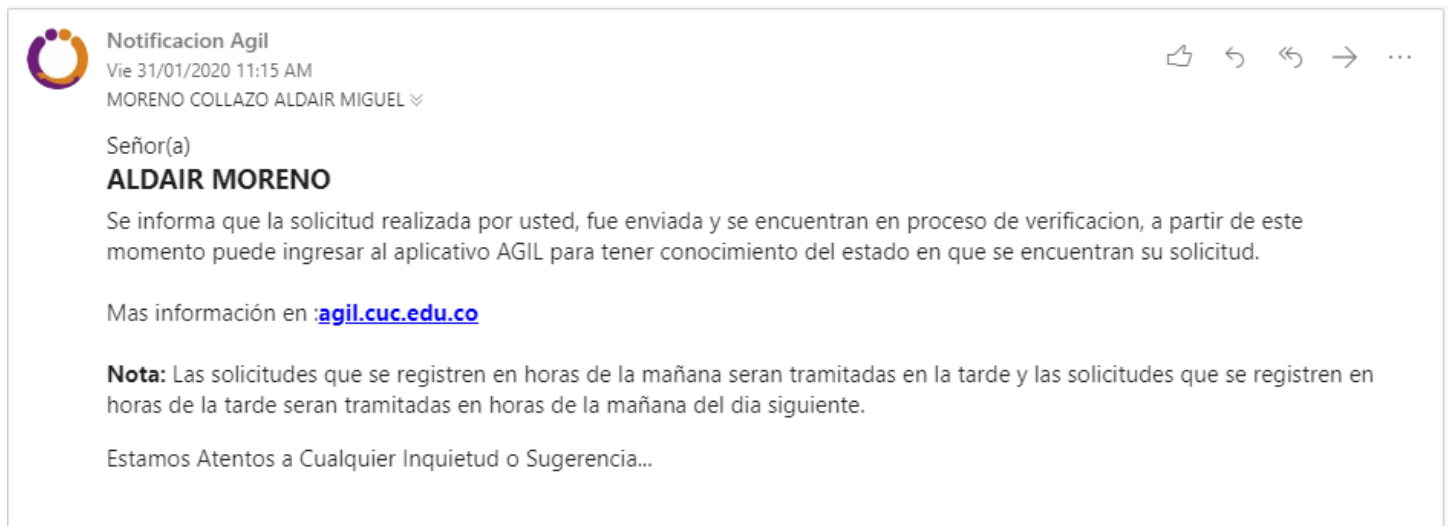 Notificacion Agil
Vie 31/01/2020 11:15 AM
MORENO COLLAZO ALDAIR MIGUEL
Señor(a)
ALDAIR MORENO
Se informa que la solicitud realizada por usted, fue enviada y se encuentran en proceso de verificacion, a partir de este
momento puede ingresar al aplicativo AGIL para tener conocimiento del estado en que se encuentran su solicitud.
Mas información en :agil.cuc.edu.co
Nota: Las solicitudes que se registren en horas de la mañana seran tramitadas en la tarde y las solicitudes que se registren en
horas de la tarde seran tramitadas en horas de la mañana del dia siguiente.
Estamos Atentos a Cualquier Inquietud o Sugerencia...